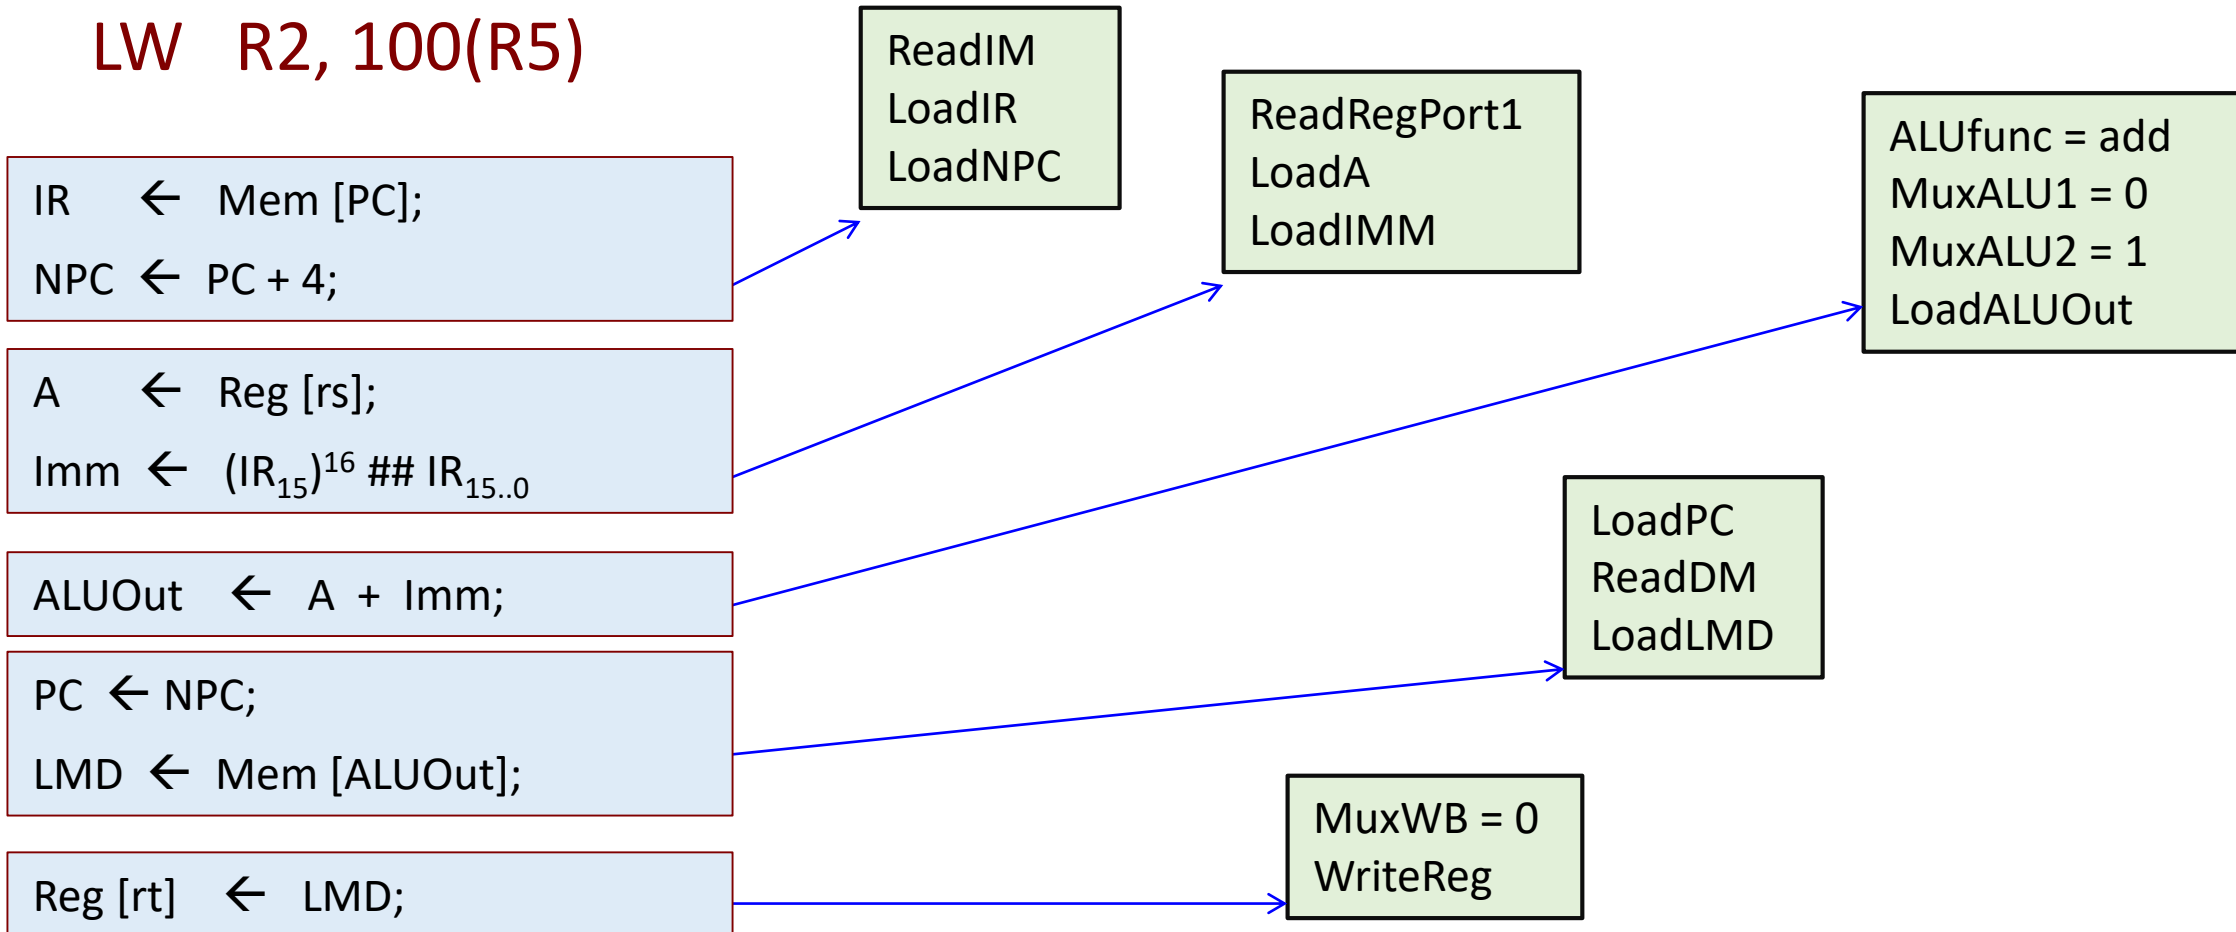 LW R2, 100(R5)
IR ← Mem [PC];
NPC ← PC + 4;
A ← Reg [rs];
Imm ← (IR₁₅)¹⁶ ## IR₁₅..₀
ALUOut ← A + Imm;
PC ← NPC;
LMD ← Mem [ALUOut];
Reg [rt] ← LMD;
ReadIM
LoadIR
LoadNPC
ReadRegPort1
LoadA
LoadIMM
ALUfunc = add
MuxALU1 = 0
MuxALU2 = 1
LoadALUOut
LoadPC
ReadDM
LoadLMD
MuxWB = 0
WriteReg